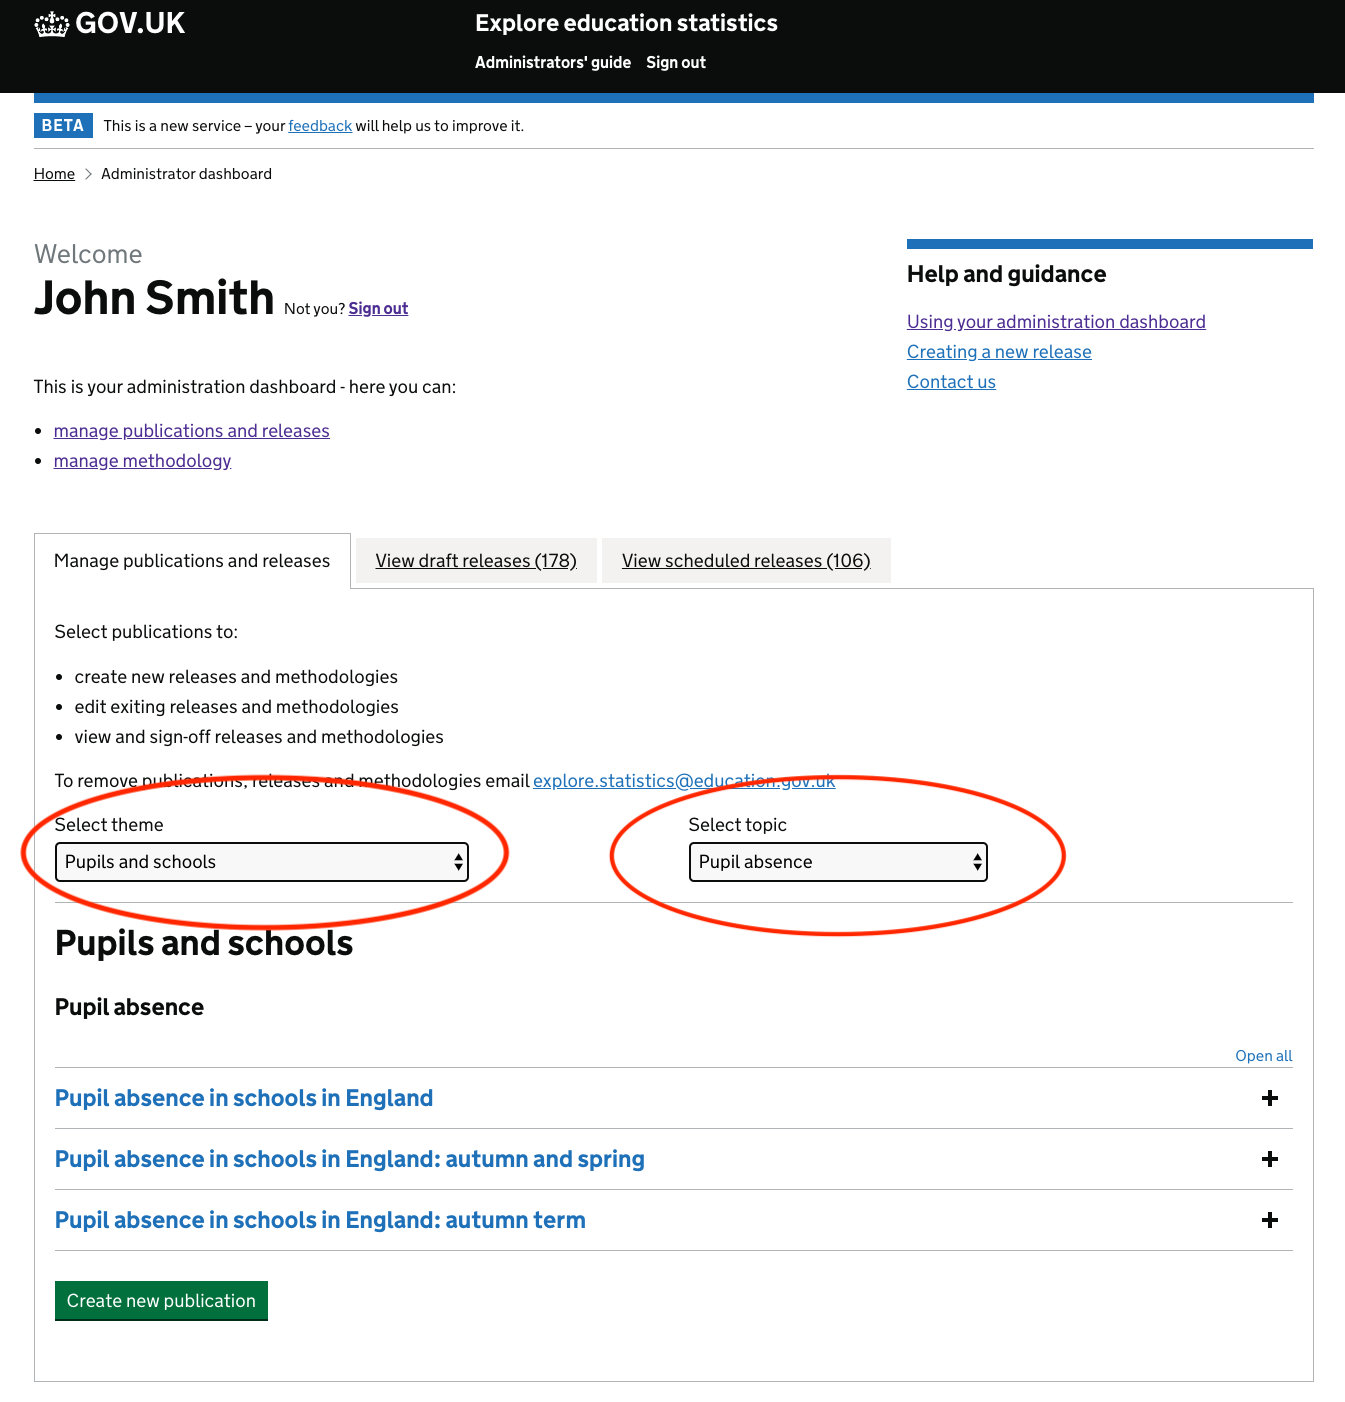 GOV.UK
Explore education statistics
Administrators' guide Sign out
BETA This is a new service – your feedback will help us to improve it.
Home Administrator dashboard
Welcome
John Smith Not you? Sign out
Help and guidance
Using your administration dashboard
Creating a new release
Contact us
This is your administration dashboard - here you can:
manage publications and releases
manage methodology
Manage publications and releases View draft releases (178) View scheduled releases (106)
Select publications to:
create new releases and methodologies
edit exiting releases and methodologies
view and sign-off releases and methodologies
To remove publications, releases and methodologies email explore.statistics@education.gov.uk
Select theme Select topic
Pupils and schools Pupil absence
Pupils and schools
Pupil absence
Open all
Pupil absence in schools in England
Pupil absence in schools in England: autumn and spring
Pupil absence in schools in England: autumn term
Create new publication